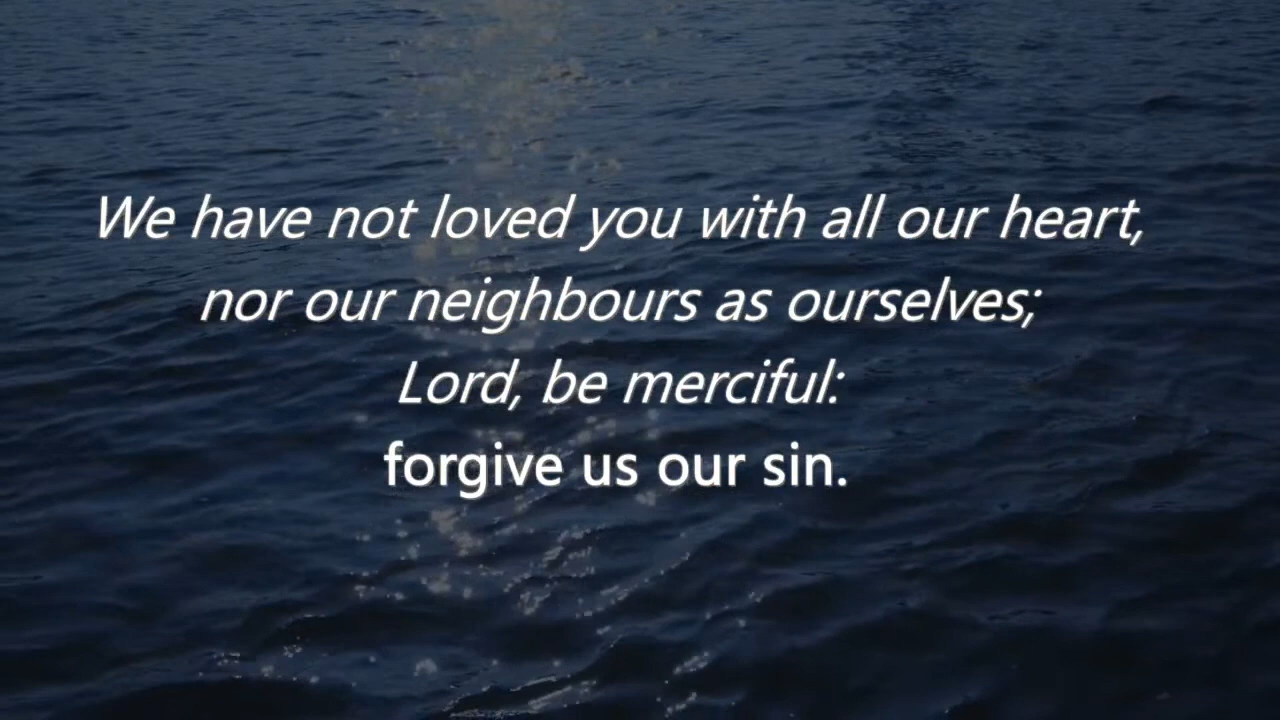 We have not loved you with all our heart,
nor our neighbours as ourselves;
Lord, be merciful:
forgive us our sin.